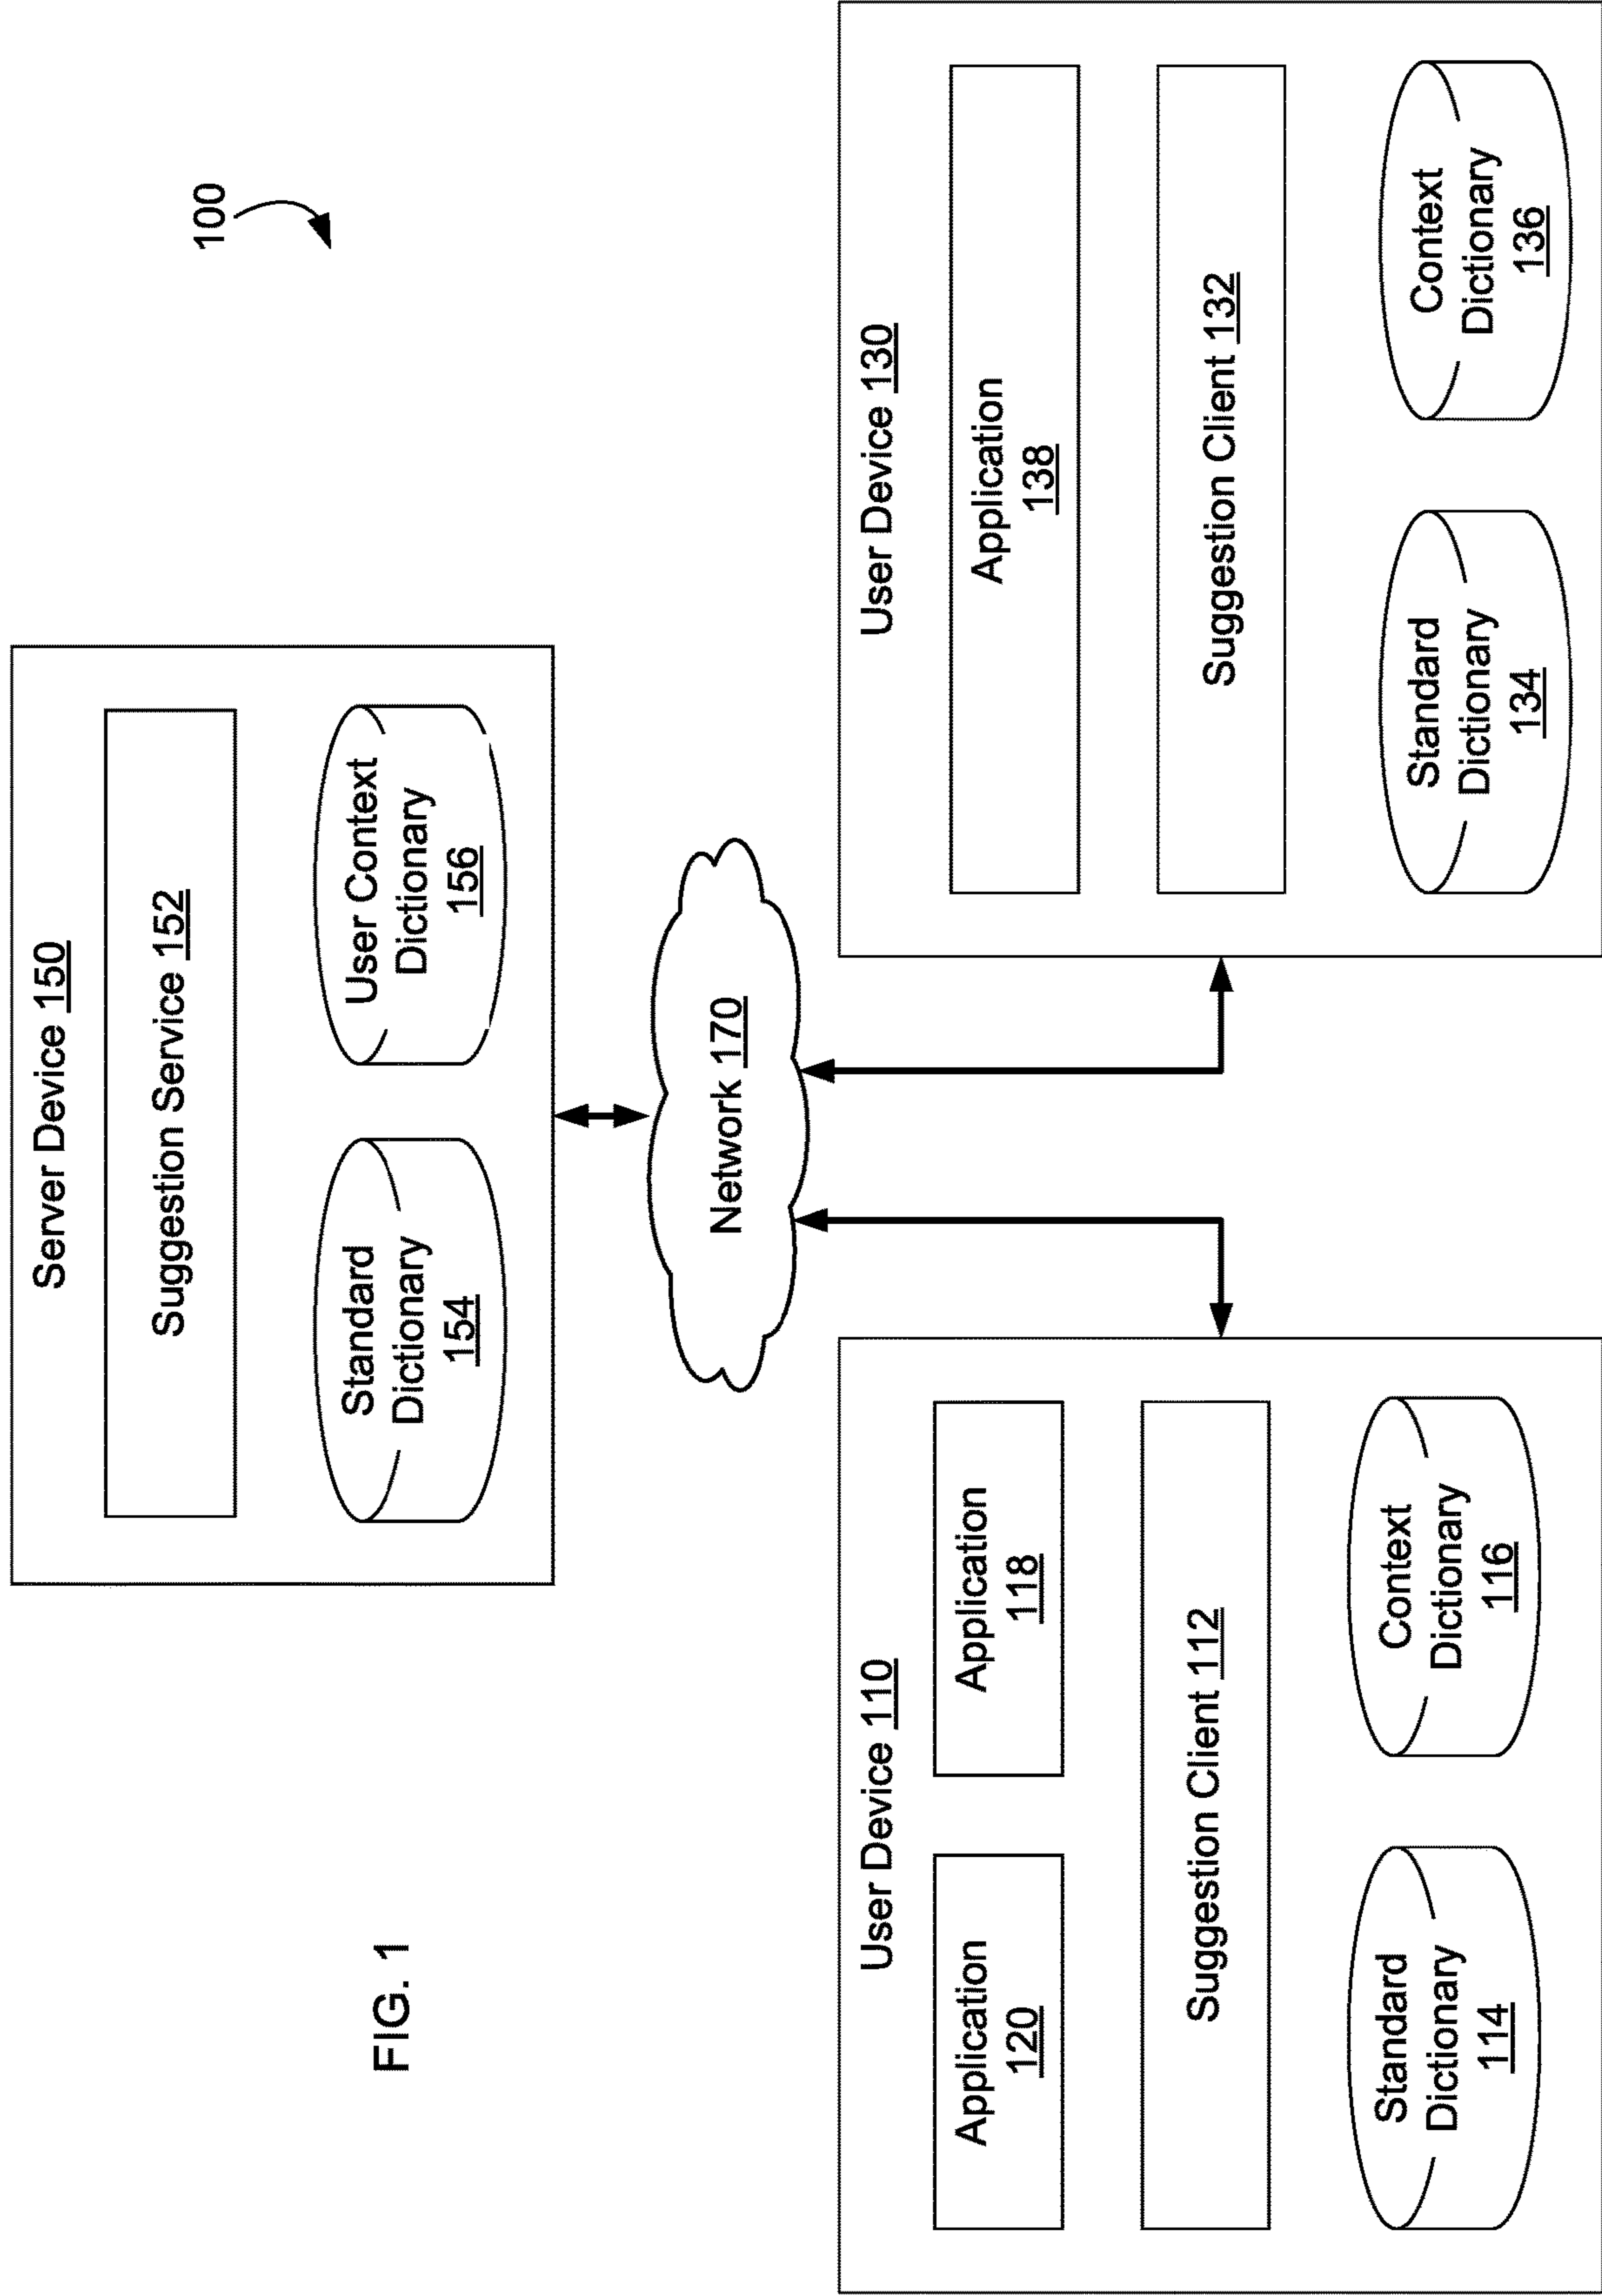 100
Server Device 150
Suggestion Service 152
Standard
Dictionary
154
User Context
Dictionary
156
Network 170
FIG. 1
User Device 110
Application
120
Application
118
Suggestion Client 112
Standard
Dictionary
114
Context
Dictionary
116
User Device 130
Application
138
Suggestion Client 132
Standard
Dictionary
134
Context
Dictionary
136